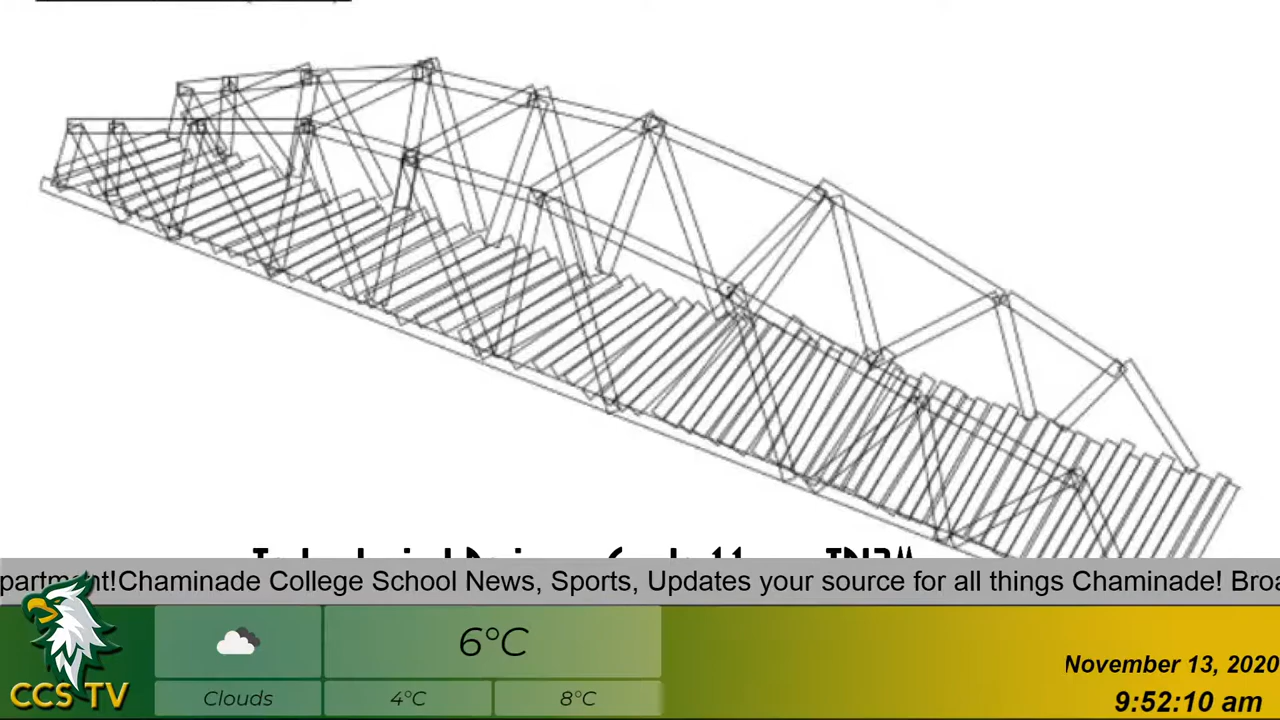 partment!Chaminade College School News, Sports, Updates your source for all things Chaminade! Broa
6°C
Clouds
4°C
8°C
CCS TV
November 13, 2020
9:52:10 am